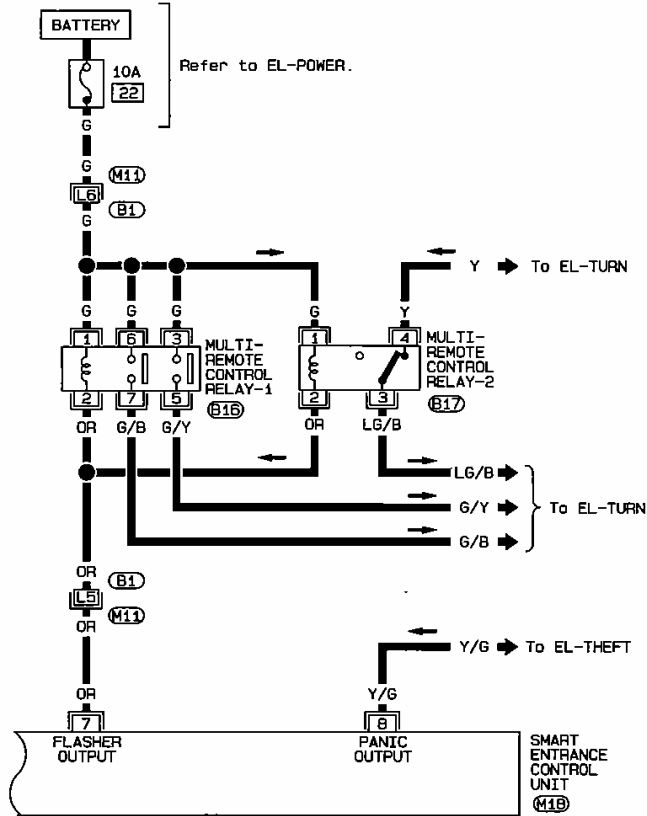 BATTERY
10A
22
Refer to EL-POWER.
G
G
M11
L6
B1
G
Y
To EL-TURN
G
G
G
G
Y
1
6
3
MULTI-
REMOTE
CONTROL
RELAY-1
B16
1
4
MULTI-
REMOTE
CONTROL
RELAY-2
B17
2
7
5
2
3
OR
G/B
G/Y
OR
LG/B
LG/B
G/Y
G/B
To EL-TURN
OR
B1
L5
M11
OR
Y/G
To EL-THEFT
OR
Y/G
7
8
FLASHER
OUTPUT
PANIC
OUTPUT
SMART
ENTRANCE
CONTROL
UNIT
M18